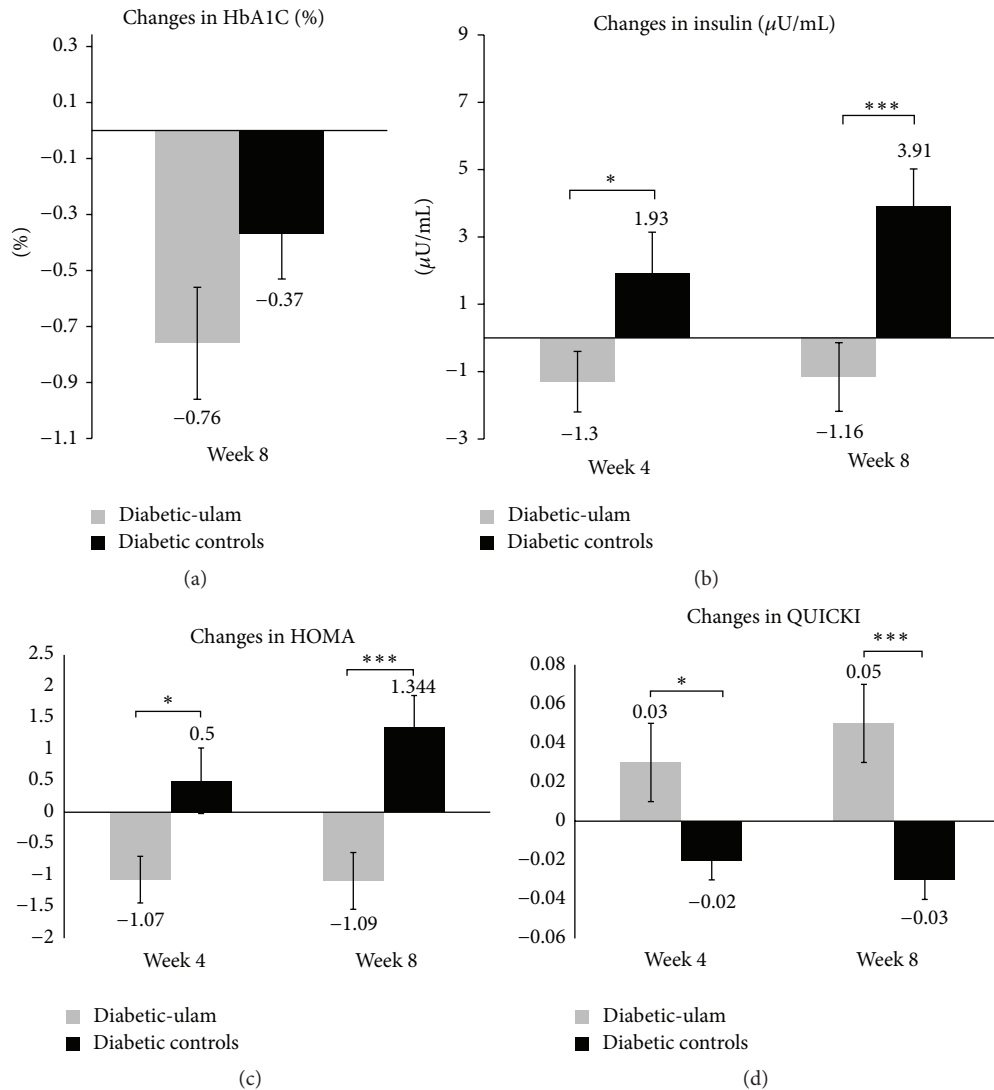 Changes in HbA1C (%)
0.3
0.1
−0.1
−0.3
−0.5
−0.7
−0.9
−1.1
(%)
−0.37
−0.76
Week 8
Diabetic-ulam
Diabetic controls
(a)
Changes in insulin (μU/mL)
9
7
5
3
1
−1
−3
(μU/mL)
*
1.93
−1.3
***
3.91
−1.16
Week 4
Week 8
Diabetic-ulam
Diabetic controls
(b)
Changes in HOMA
2.5
2
1.5
1
0.5
0
−0.5
−1
−1.5
−2
*
0.5
−1.07
***
1.344
−1.09
Week 4
Week 8
Diabetic-ulam
Diabetic controls
(c)
Changes in QUICKI
0.08
0.06
0.04
0.02
0
−0.02
−0.04
−0.06
*
0.03
−0.02
***
0.05
−0.03
Week 4
Week 8
Diabetic-ulam
Diabetic controls
(d)